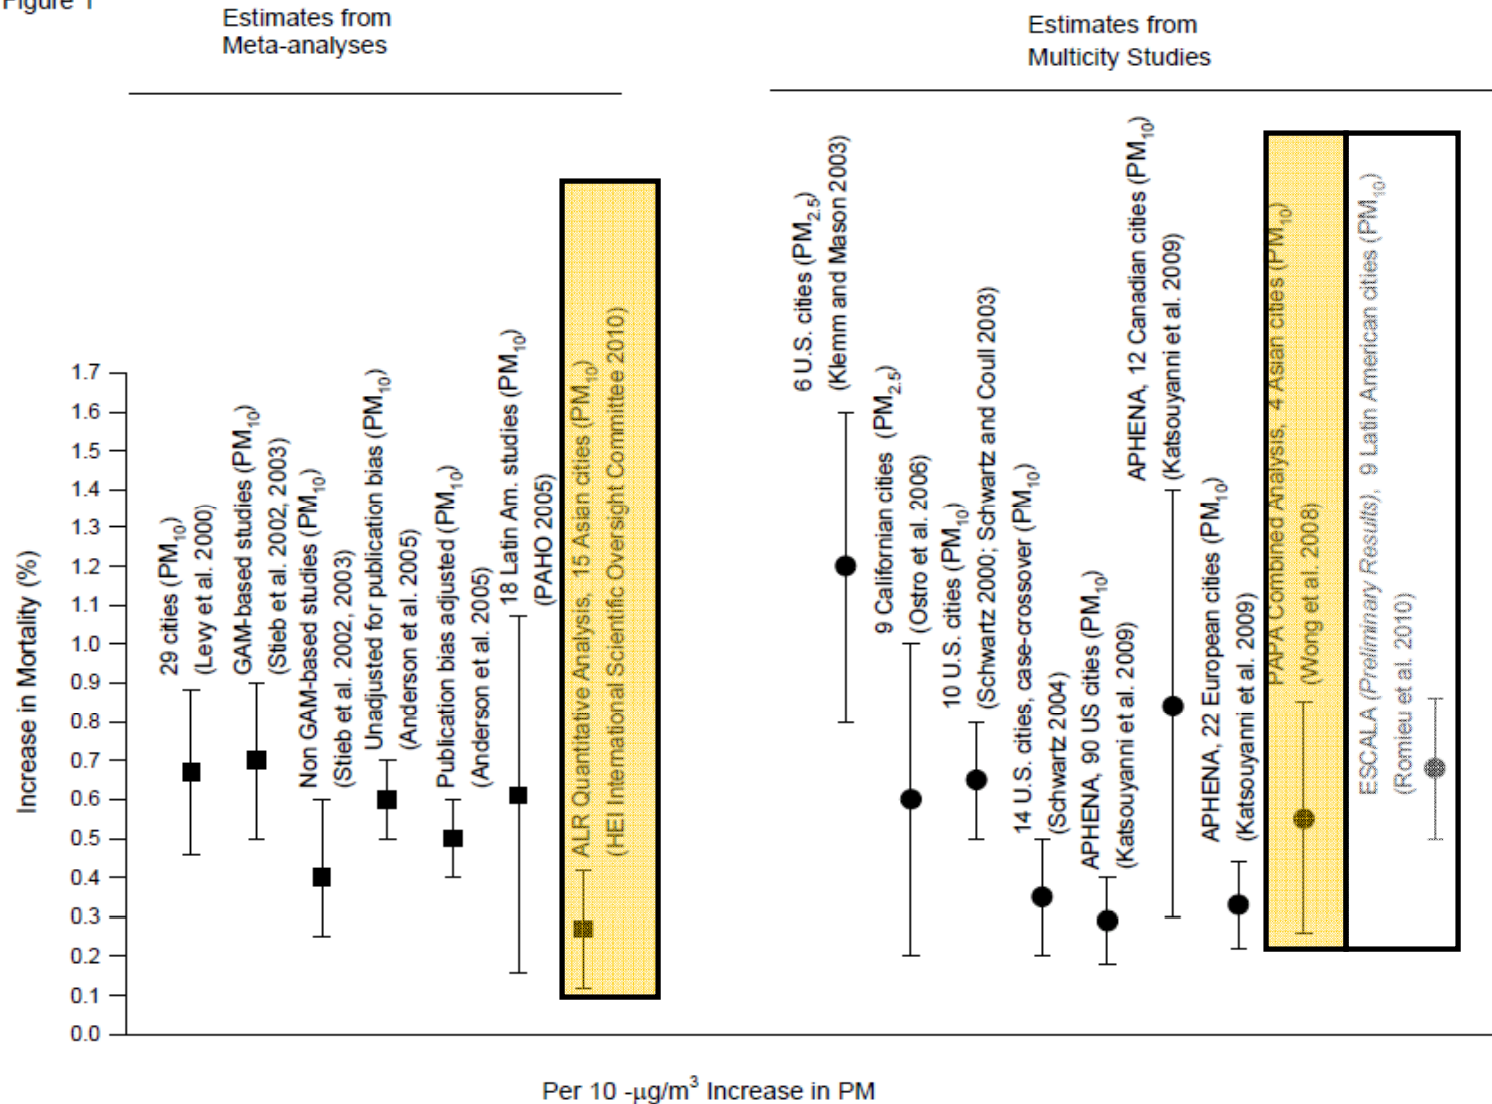 Figure 1
Estimates from
Meta-analyses
Estimates from
Multicity Studies
Increase in Mortality (%)
1.7
1.6
1.5
1.4
1.3
1.2
1.1
1.0
0.9
0.8
0.7
0.6
0.5
0.4
0.3
0.2
0.1
0.0
29 cities (PM10)
(Levy et al. 2000)
GAM-based studies (PM10)
(Stieb et al. 2002, 2003)
Non GAM-based studies (PM10)
(Stieb et al. 2002, 2003)
Unadjusted for publication bias (PM10)
(Anderson et al. 2005)
Publication bias adjusted (PM10)
(Anderson et al. 2005)
18 Latin Am. studies (PM10)
(PAHO 2005)
ALR Quantitative Analysis, 15 Asian cities (PM10)
(HEI International Scientific Oversight Committee 2010)
6 U.S. cities (PM2.5)
(Klemm and Mason 2003)
9 Californian cities (PM2.5)
(Ostro et al. 2006)
10 U.S. cities (PM10)
(Schwartz 2000; Schwartz and Coull 2003)
14 U.S. cities, case-crossover (PM10)
(Schwartz 2004)
APHENA, 90 US cities (PM10)
(Katsouyanni et al. 2009)
APHENA, 12 Canadian cities (PM10)
(Katsouyanni et al. 2009)
APHENA, 22 European cities (PM10)
(Katsouyanni et al. 2009)
PAPA Combined Analysis, 4 Asian cities (PM10)
(Wong et al. 2008)
ESCALA (Preliminary Results), 9 Latin American cities (PM10)
(Romieu et al. 2010)
Per 10 -μg/m³ Increase in PM